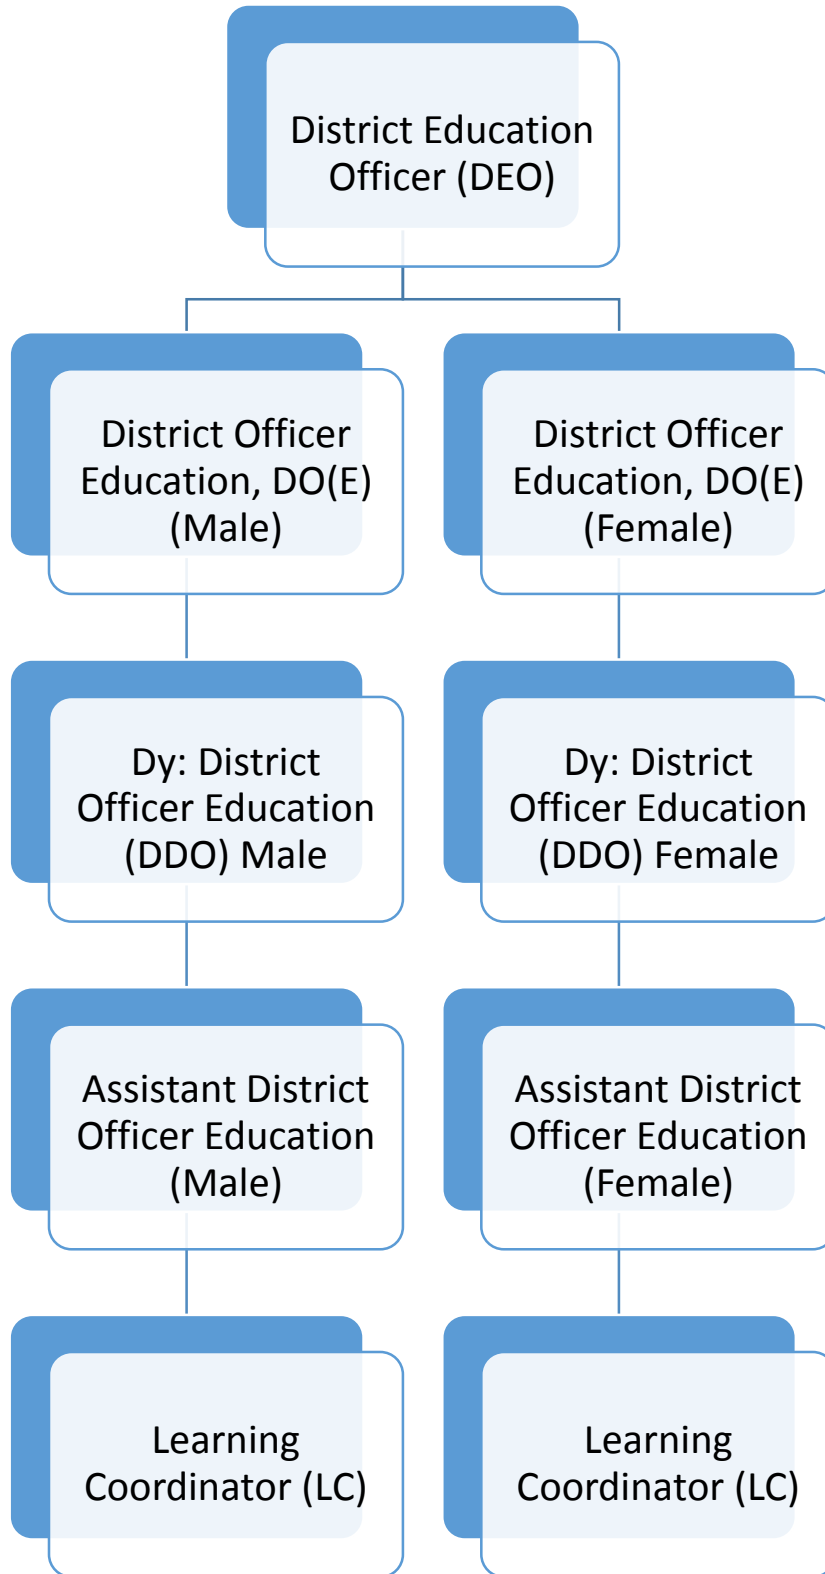 District Education
Officer (DEO)
District Officer
Education, DO(E)
(Male)
District Officer
Education, DO(E)
(Female)
Dy: District
Officer Education
(DDO) Male
Dy: District
Officer Education
(DDO) Female
Assistant District
Officer Education
(Male)
Assistant District
Officer Education
(Female)
Learning
Coordinator (LC)
Learning
Coordinator (LC)